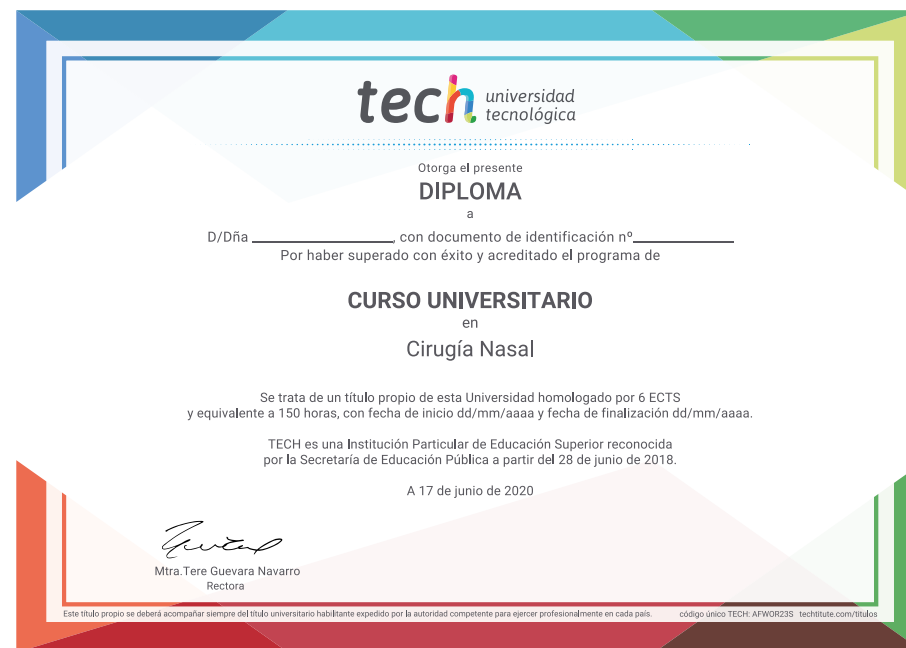 tech universidad
tecnológica
Otorga el presente
DIPLOMA
a
D/Dña ____________________, con documento de identificación nº______________
Por haber superado con éxito y acreditado el programa de
CURSO UNIVERSITARIO
en
Cirugía Nasal
Se trata de un título propio de esta Universidad homologado por 6 ECTS
y equivalente a 150 horas, con fecha de inicio dd/mm/aaaa y fecha de finalización dd/mm/aaaa.
TECH es una Institución Particular de Educación Superior reconocida
por la Secretaría de Educación Pública a partir del 28 de junio de 2018.
A 17 de junio de 2020
Mtra.Tere Guevara Navarro
Rectora
Este título propio se deberá acompañar siempre del título universitario habilitante expedido por la autoridad competente para ejercer profesionalmente en cada país. código único TECH: AFWOR23S techtitute.com/titulos